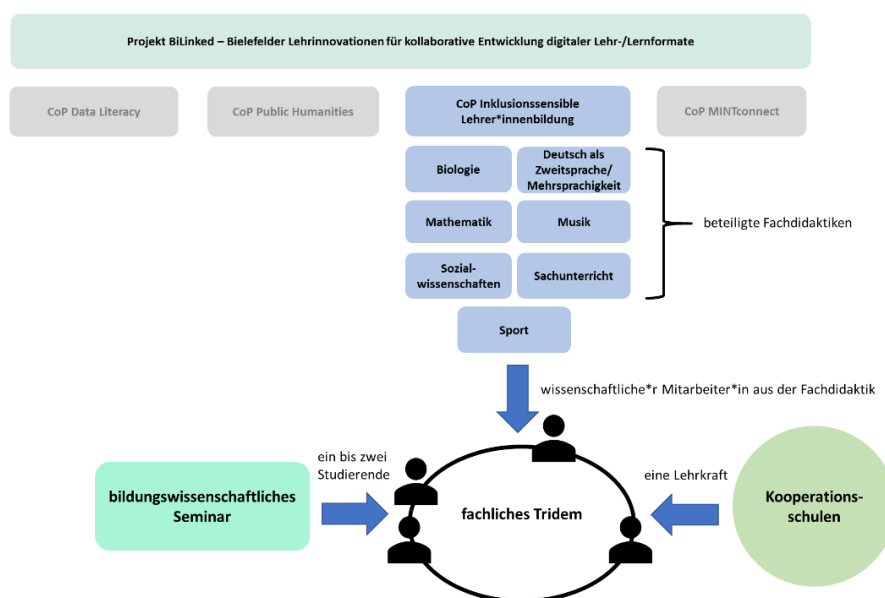 Projekt BiLinked – Bielefelder Lehrinnovationen für kollaborative Entwicklung digitaler Lehr-/Lernformate
CoP Data Literacy
CoP Public Humanities
CoP Inklusionssensible
Lehrer*innenbildung
CoP MINTconnect
Biologie
Deutsch als
Zweitsprache/
Mehrsprachigkeit
Mathematik
Musik
beteiligte Fachdidaktiken
Sozial-
wissenschaften
Sachunterricht
Sport
wissenschaftliche*r Mitarbeiter*in aus der Fachdidaktik
ein bis zwei
Studierende
eine Lehrkraft
bildungswissenschaftliches
Seminar
fachliches Tridem
Kooperations-
schulen